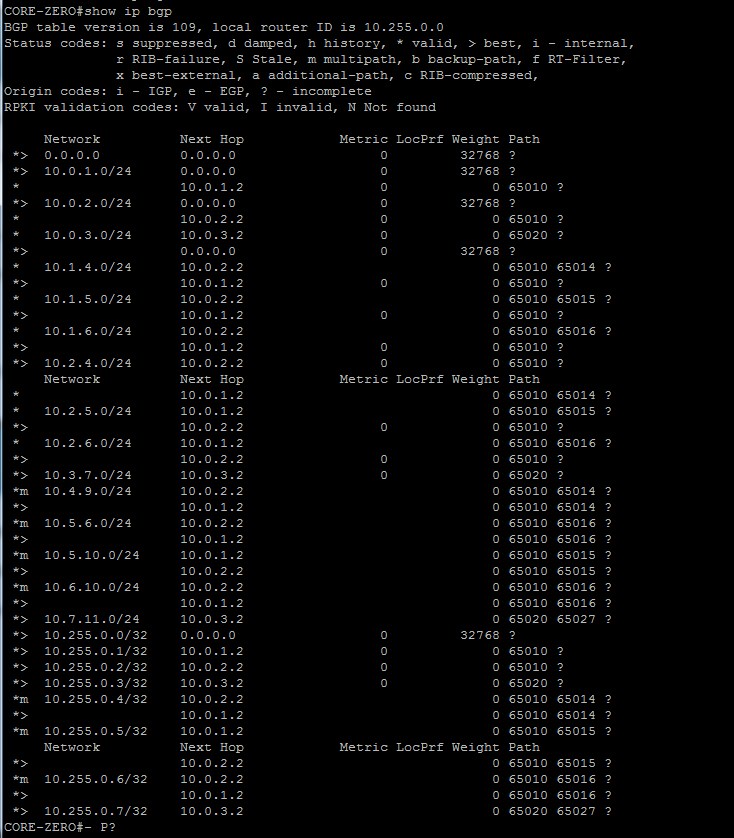 CORE-ZERO#show ip bgp
BGP table version is 109, local router ID is 10.255.0.0
Status codes: s suppressed, d damped, h history, * valid, > best, i - internal,
              r RIB-failure, S Stale, m multipath, b backup-path, f RT-Filter,
              x best-external, a additional-path, c RIB-compressed,
Origin codes: i - IGP, e - EGP, ? - incomplete
RPKI validation codes: V valid, I invalid, N Not found

     Network          Next Hop            Metric LocPrf Weight Path
 *>  0.0.0.0          0.0.0.0                  0         32768 ?
 *>  10.0.1.0/24      0.0.0.0                  0         32768 ?
 *                    10.0.1.2                 0             0 65010 ?
 *>  10.0.2.0/24      0.0.0.0                  0         32768 ?
 *                    10.0.2.2                 0             0 65010 ?
 *   10.0.3.0/24      10.0.3.2                 0             0 65020 ?
 *>                   0.0.0.0                  0         32768 ?
 *   10.1.4.0/24      10.0.2.2                               0 65010 65014 ?
 *>                   10.0.1.2                 0             0 65010 ?
 *   10.1.5.0/24      10.0.2.2                               0 65010 65015 ?
 *>                   10.0.1.2                 0             0 65010 ?
 *   10.1.6.0/24      10.0.2.2                               0 65010 65016 ?
 *>                   10.0.1.2                 0             0 65010 ?
 *>  10.2.4.0/24      10.0.2.2                 0             0 65010 ?
     Network          Next Hop            Metric LocPrf Weight Path
 *                    10.0.1.2                               0 65010 65014 ?
 *   10.2.5.0/24      10.0.1.2                               0 65010 65015 ?
 *>                   10.0.2.2                 0             0 65010 ?
 *   10.2.6.0/24      10.0.1.2                               0 65010 65016 ?
 *>                   10.0.2.2                 0             0 65010 ?
 *>  10.3.7.0/24      10.0.3.2                 0             0 65020 ?
 *m  10.4.9.0/24      10.0.2.2                               0 65010 65014 ?
 *>                   10.0.1.2                               0 65010 65014 ?
 *m  10.5.6.0/24      10.0.2.2                               0 65010 65016 ?
 *>                   10.0.1.2                               0 65010 65016 ?
 *m  10.5.10.0/24     10.0.1.2                               0 65010 65015 ?
 *>                   10.0.2.2                               0 65010 65015 ?
 *m  10.6.10.0/24     10.0.2.2                               0 65010 65016 ?
 *>                   10.0.1.2                               0 65010 65016 ?
 *>  10.7.11.0/24     10.0.3.2                               0 65020 65027 ?
 *>  10.255.0.0/32    0.0.0.0                  0         32768 ?
 *>  10.255.0.1/32    10.0.1.2                 0             0 65010 ?
 *>  10.255.0.2/32    10.0.2.2                 0             0 65010 ?
 *>  10.255.0.3/32    10.0.3.2                 0             0 65020 ?
 *m  10.255.0.4/32    10.0.2.2                               0 65010 65014 ?
 *>                   10.0.1.2                               0 65010 65014 ?
 *m  10.255.0.5/32    10.0.1.2                               0 65010 65015 ?
     Network          Next Hop            Metric LocPrf Weight Path
 *>                   10.0.2.2                               0 65010 65015 ?
 *m  10.255.0.6/32    10.0.2.2                               0 65010 65016 ?
 *>                   10.0.1.2                               0 65010 65016 ?
 *>  10.255.0.7/32    10.0.3.2                               0 65020 65027 ?
CORE-ZERO#- P?